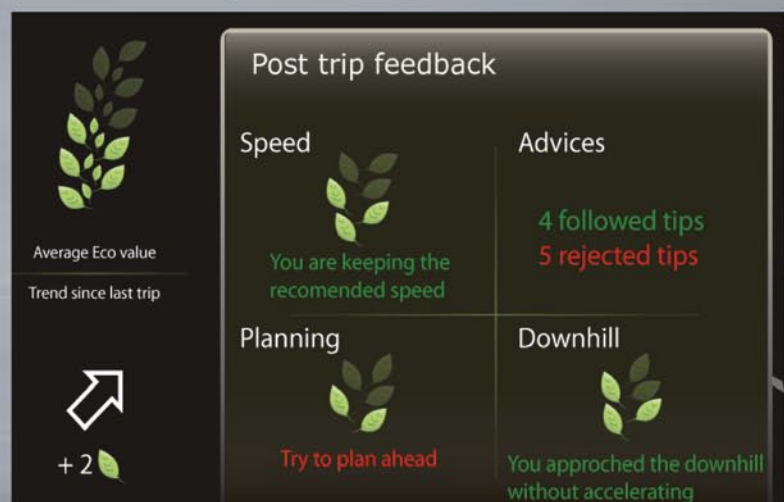 Post trip feedback
Speed
You are keeping the
recomended speed
Advices
4 followed tips
5 rejected tips
Average Eco value
Trend since last trip
+ 2
Planning
Try to plan ahead
Downhill
You approched the downhill
without accelerating